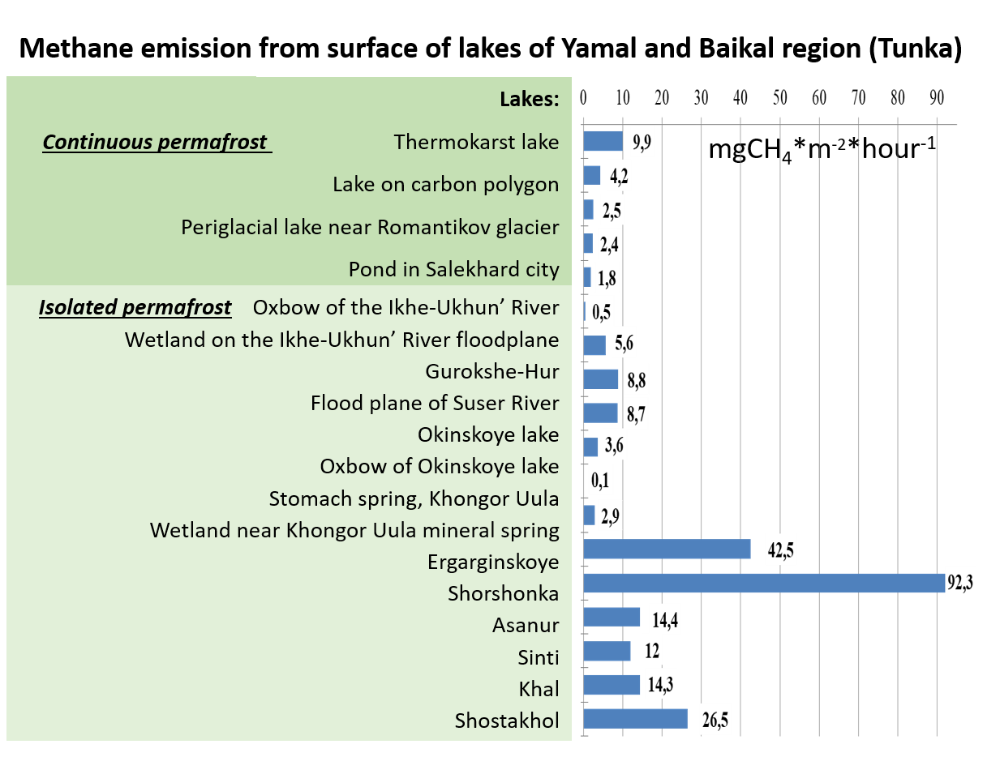 Methane emission from surface of lakes of Yamal and Baikal region (Tunka)
Lakes:
0 10 20 30 40 50 60 70 80 90
mgCH₄*m⁻²*hour⁻¹
Continuous permafrost Thermokarst lake
9,9
Lake on carbon polygon
4,2
2,5
Periglacial lake near Romantikov glacier
2,4
Pond in Salekhard city
1,8
Isolated permafrost Oxbow of the Ikhe-Ukhun’ River
0,5
Wetland on the Ikhe-Ukhun’ River floodplane
5,6
Gurokshe-Hur
8,8
Flood plane of Suser River
8,7
Okinskoye lake
3,6
Oxbow of Okinskoye lake
0,1
Stomach spring, Khongor Uula
2,9
Wetland near Khongor Uula mineral spring
42,5
Ergarginskoye
92,3
Shorshonka
14,4
Asanur
12
Sinti
14,3
Khal
26,5
Shostakhol